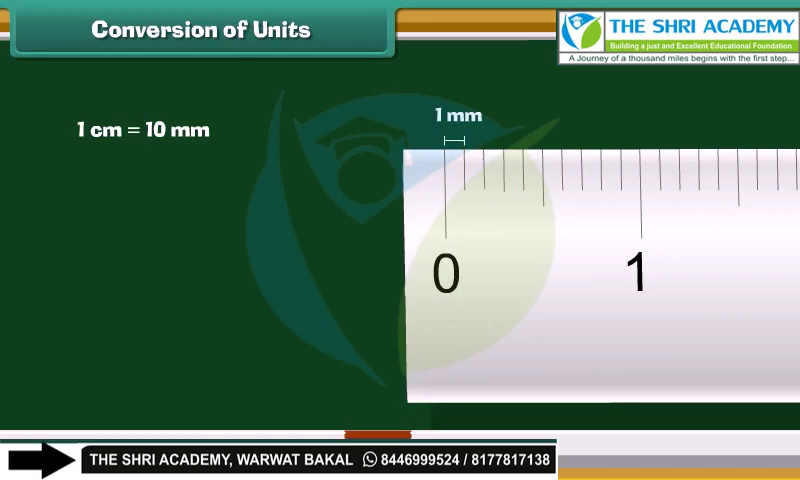 Conversion of Units
THE SHRI ACADEMY
Building a just and Excellent Educational Foundation
A Journey of a thousand miles begins with the first step...
1 cm = 10 mm
1 mm
0 1
THE SHRI ACADEMY, WARWAT BAKAL 8446999524 / 8177817138